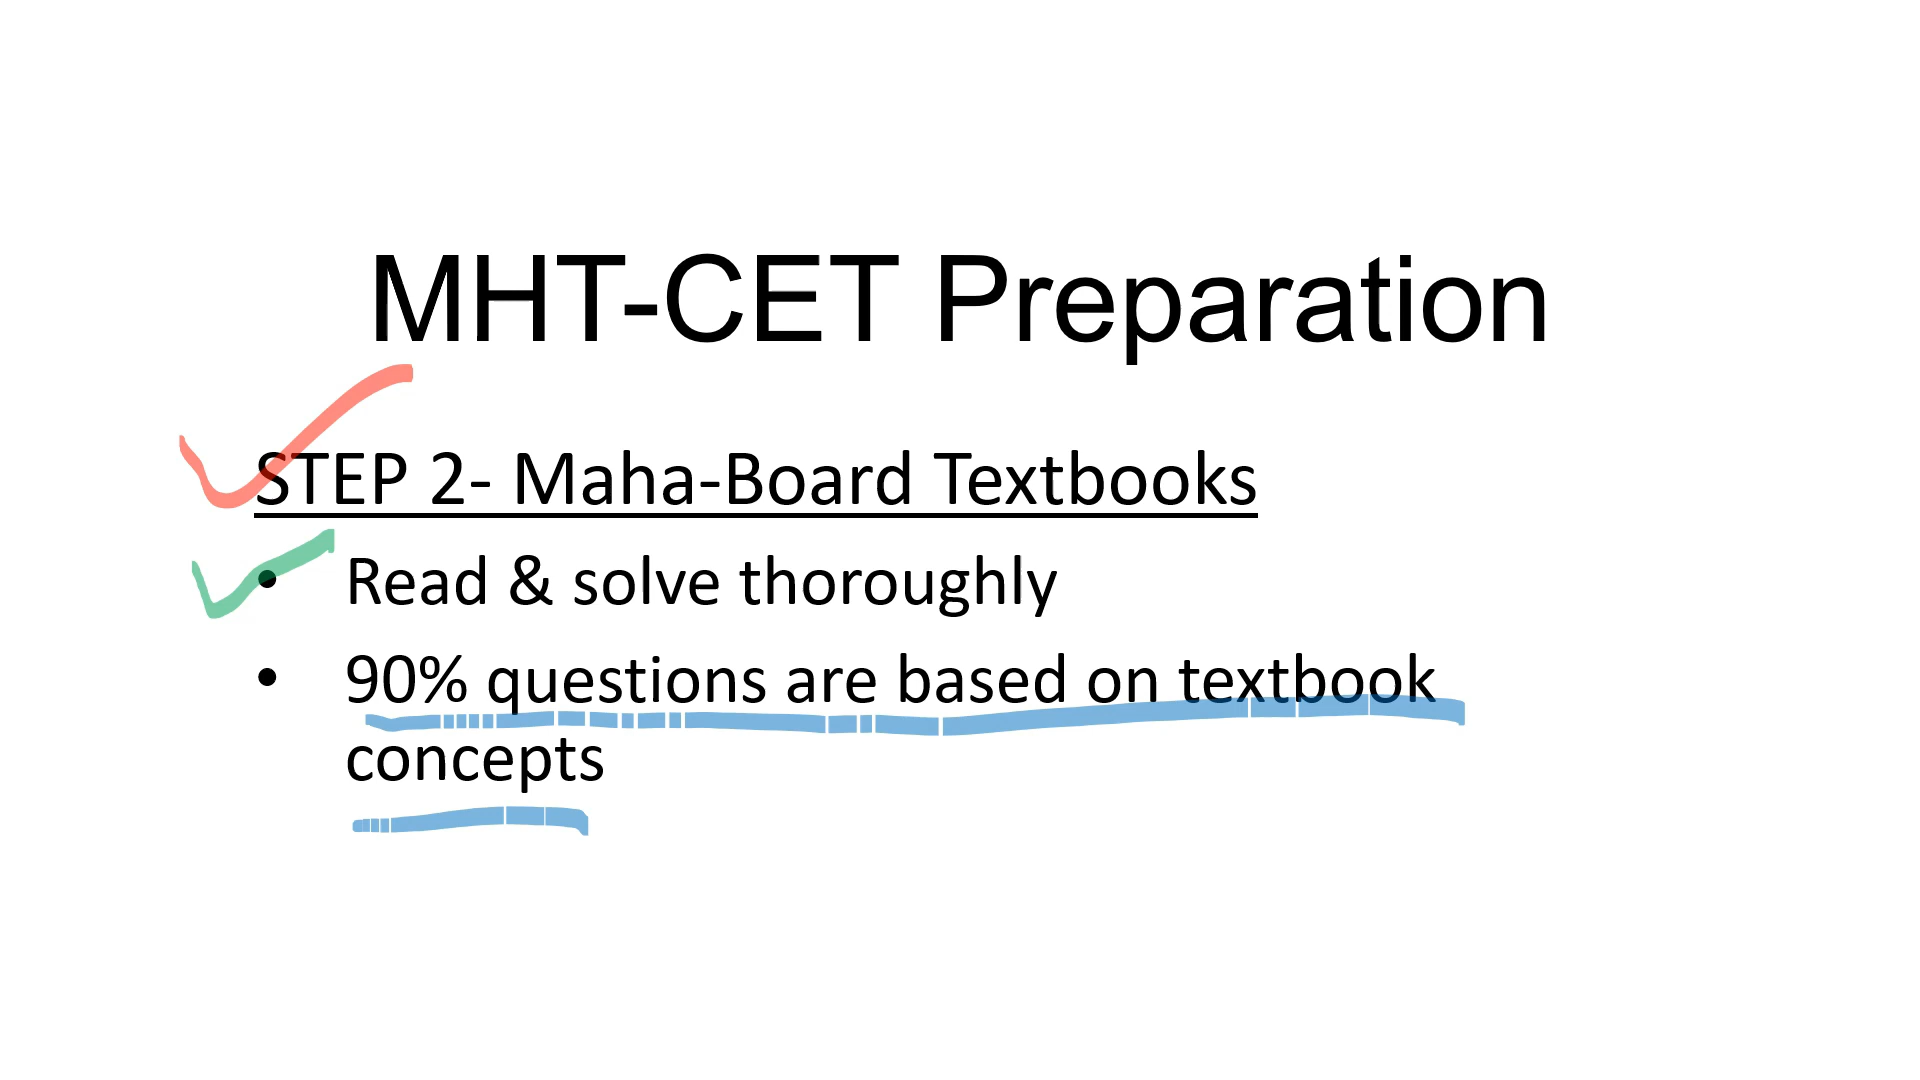 MHT-CET Preparation
STEP 2- Maha-Board Textbooks
• Read & solve thoroughly
• 90% questions are based on textbook
concepts